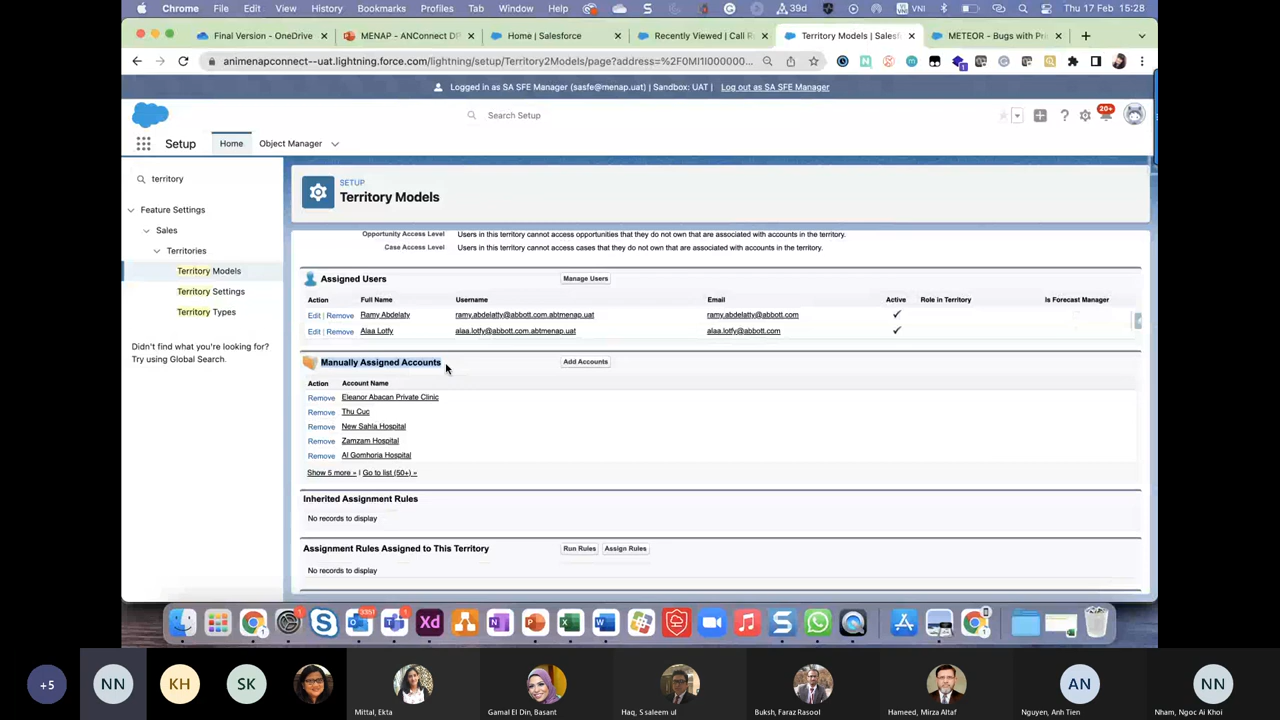 Chrome File Edit View History Bookmarks Profiles Tab Window Help 39d VNI Thu 17 Feb 15:28
Final Version - OneDrive MENAP - ANConnect DP Home | Salesforce Recently Viewed | Call R Territory Models | Salesf METEOR - Bugs with Pri
animenapconnect--uat.lightning.force.com/lightning/setup/Territory2Models/page?address=%2F0MI1l00000...
Logged in as SA SFE Manager (sasfe@menap.uat) | Sandbox: UAT | Log out as SA SFE Manager
Search Setup
20+
Setup Home Object Manager
territory
Feature Settings
Sales
Territories
Territory Models
Territory Settings
Territory Types
Didn't find what you're looking for?
Try using Global Search.
SETUP
Territory Models
Opportunity Access Level Users in this territory cannot access opportunities that they do not own that are associated with accounts in the territory.
Case Access Level Users in this territory cannot access cases that they do not own that are associated with accounts in the territory.
Assigned Users Manage Users
Action Full Name Username Email Active Role in Territory Is Forecast Manager
Edit | Remove Ramy Abdelaty ramy.abdelatty@abbott.com.abtmenap.uat ramy.abdelatty@abbott.com
Edit | Remove Alaa Lotfy alaa.lotfy@abbott.com.abtmenap.uat alaa.lotfy@abbott.com
Manually Assigned Accounts Add Accounts
Action Account Name
Remove Eleanor Abacan Private Clinic
Remove Thu Cuc
Remove New Sahla Hospital
Remove Zamzam Hospital
Remove Al Gomhoria Hospital
Show 5 more » | Go to list (50+) »
Inherited Assignment Rules
No records to display
Assignment Rules Assigned to This Territory Run Rules Assign Rules
No records to display
3351
+5 NN KH SK AN NN
Mittal, Ekta Gamal El Din, Basant Haq, S saleem ul Buksh, Faraz Rasool Hameed, Mirza Altaf Nguyen, Anh Tien Nham, Ngoc Ai Khoi